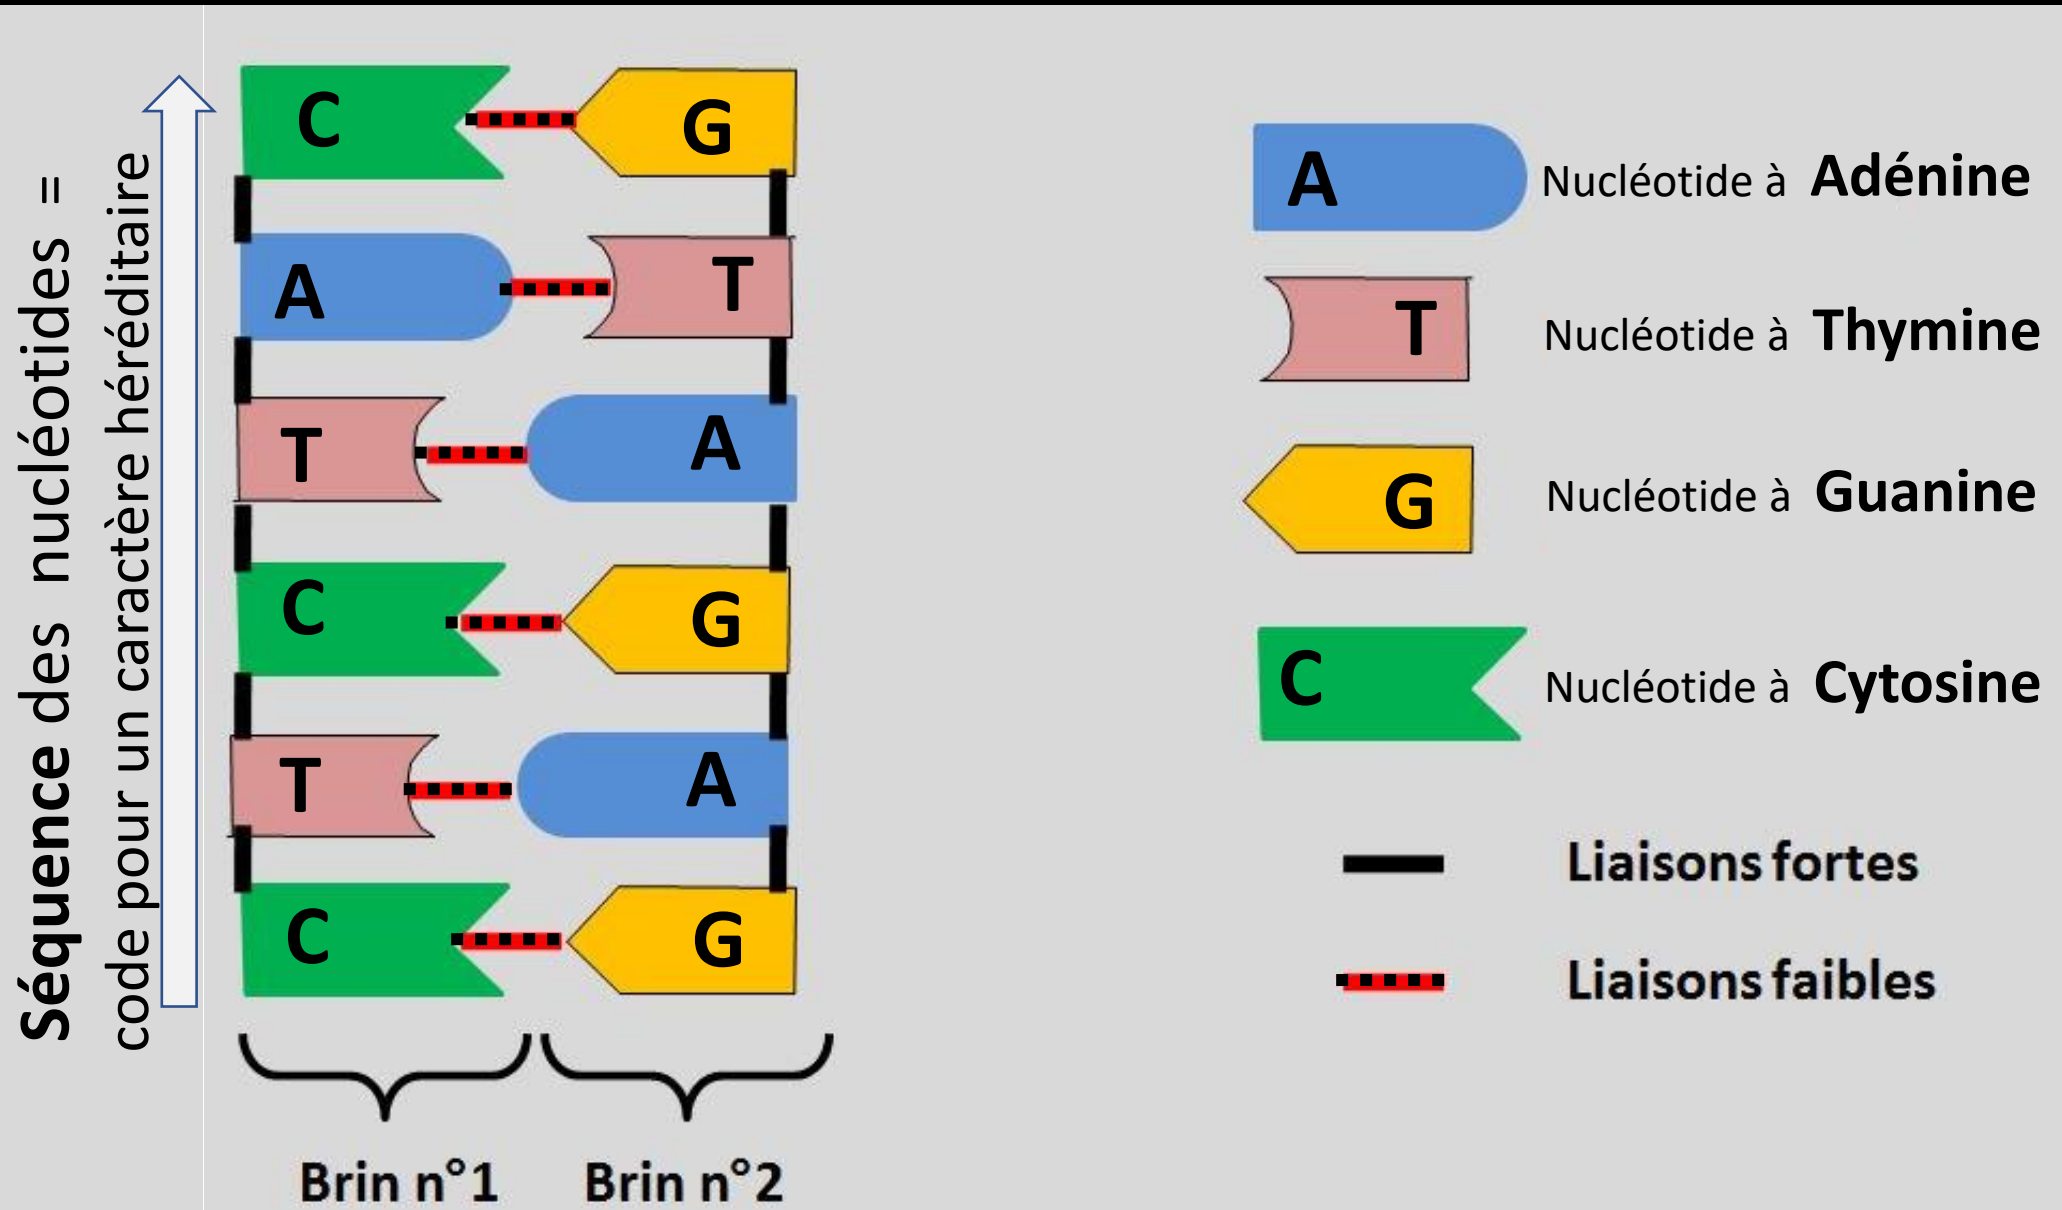 Séquence des nucléotides =
code pour un caractère héréditaire
C G
A T
T A
C G
T A
C G
Brin n°1 Brin n°2
A Nucléotide à Adénine
T Nucléotide à Thymine
G Nucléotide à Guanine
C Nucléotide à Cytosine
Liaisons fortes
Liaisons faibles